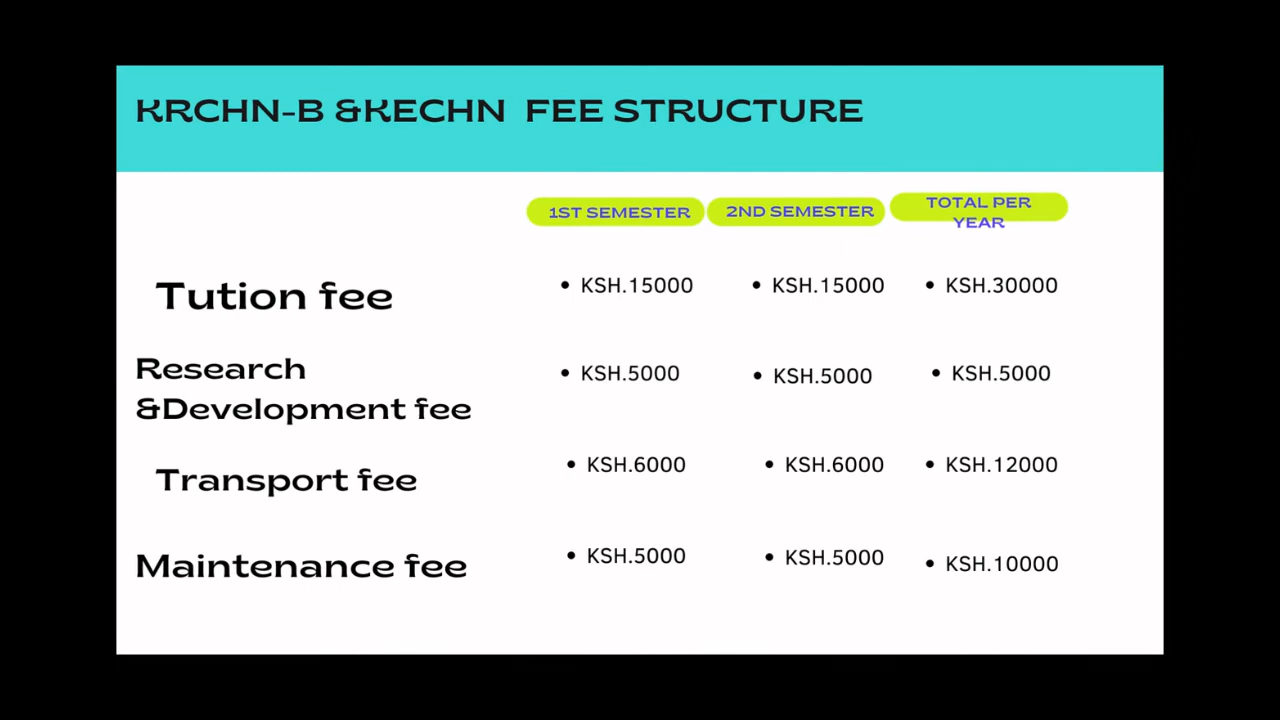 KRCHN-B &KECHN FEE STRUCTURE
1ST SEMESTER 2ND SEMESTER TOTAL PER YEAR
Tution fee • KSH.15000 • KSH.15000 • KSH.30000
Research
&Development fee • KSH.5000 • KSH.5000 • KSH.5000
Transport fee • KSH.6000 • KSH.6000 • KSH.12000
Maintenance fee • KSH.5000 • KSH.5000 • KSH.10000